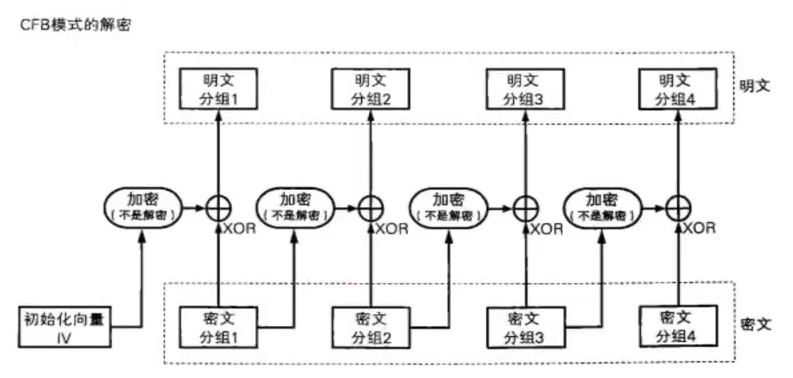 CFB模式的解密
明文
分组1
明文
分组2
明文
分组3
明文
分组4
明文
加密
(不是解密)
XOR
加密
(不是解密)
XOR
加密
(不是解密)
XOR
加密
(不是解密)
XOR
初始化向量
IV
密文
分组1
密文
分组2
密文
分组3
密文
分组4
密文